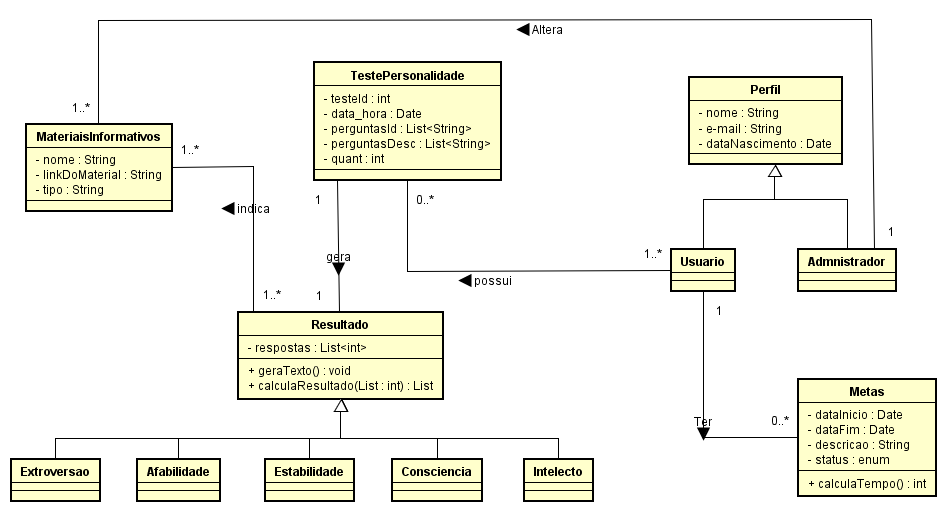 Altera
TestePersonalidade
- testeId : int
- data_hora : Date
- perguntasId : List<String>
- perguntasDesc : List<String>
- quant : int
Perfil
- nome : String
- e-mail : String
- dataNascimento : Date
1..*
MateriaisInformativos
- nome : String
- linkDoMaterial : String
- tipo : String
1..*
1
0..*
indica
1
gera
1..*
Usuario
Admnistrador
possui
1..*
1
1
Resultado
- respostas : List<int>
+ geraTexto() : void
+ calculaResultado(List : int) : List
Metas
- dataInicio : Date
- dataFim : Date
- descricao : String
- status : enum
+ calculaTempo() : int
Ter
0..*
Extroversao
Afabilidade
Estabilidade
Consciencia
Intelecto